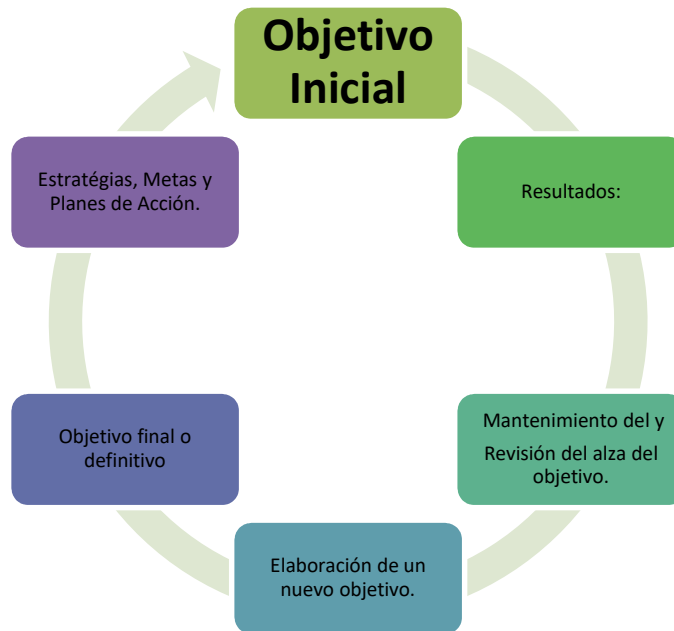 Objetivo
Inicial
Resultados:
Mantenimiento del y
Revisión del alza del
objetivo.
Elaboración de un
nuevo objetivo.
Objetivo final o
definitivo
Estratégias, Metas y
Planes de Acción.